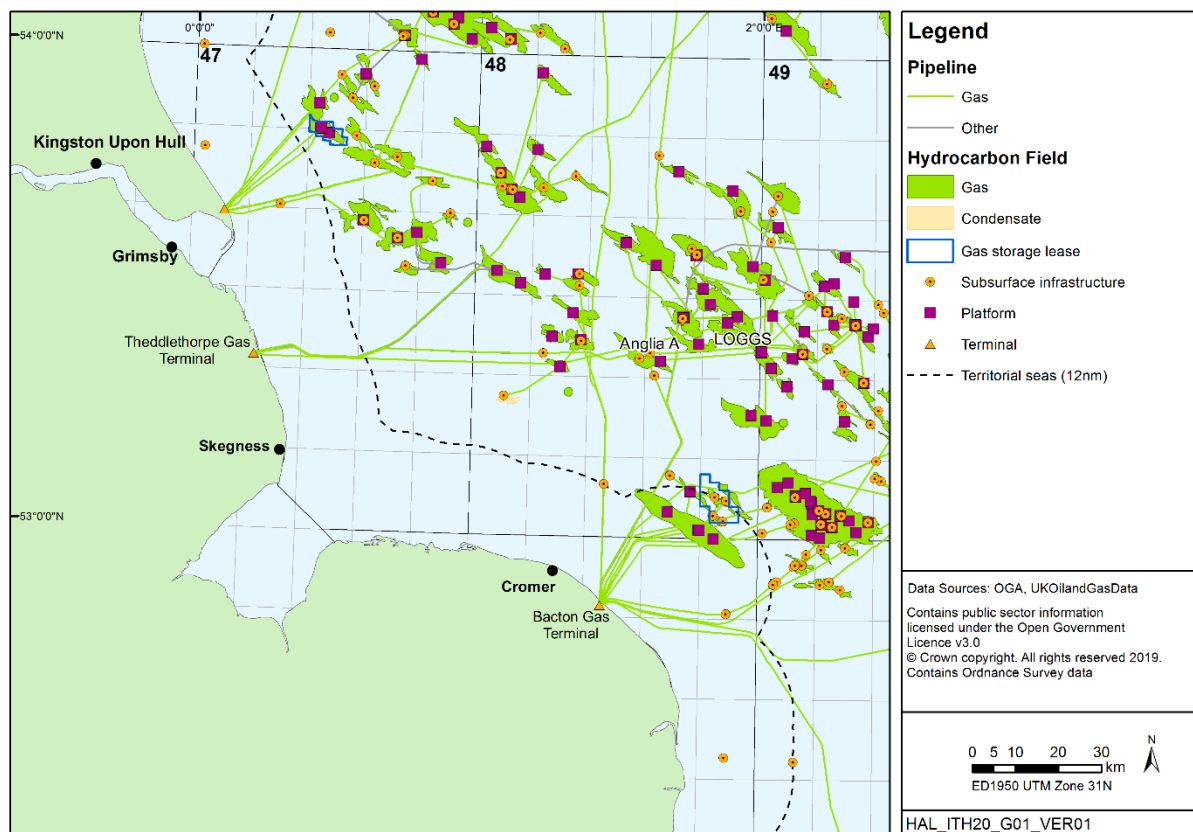 54°0'0"N
0°0'0"
2°0'0"E
47
48
49
Kingston Upon Hull
Grimsby
Theddlethorpe Gas
Terminal
Anglia A
LOGGS
Skegness
53°0'0"N
Cromer
Bacton Gas
Terminal
Legend
Pipeline
Gas
Other
Hydrocarbon Field
Gas
Condensate
Gas storage lease
Subsurface infrastructure
Platform
Terminal
Territorial seas (12nm)
Data Sources: OGA, UKOilandGasData
Contains public sector information
licensed under the Open Government
Licence v3.0
© Crown copyright. All rights reserved 2019.
Contains Ordnance Survey data
0 5 10 20 30
km
N
ED1950 UTM Zone 31N
HAL_ITH20_G01_VER01